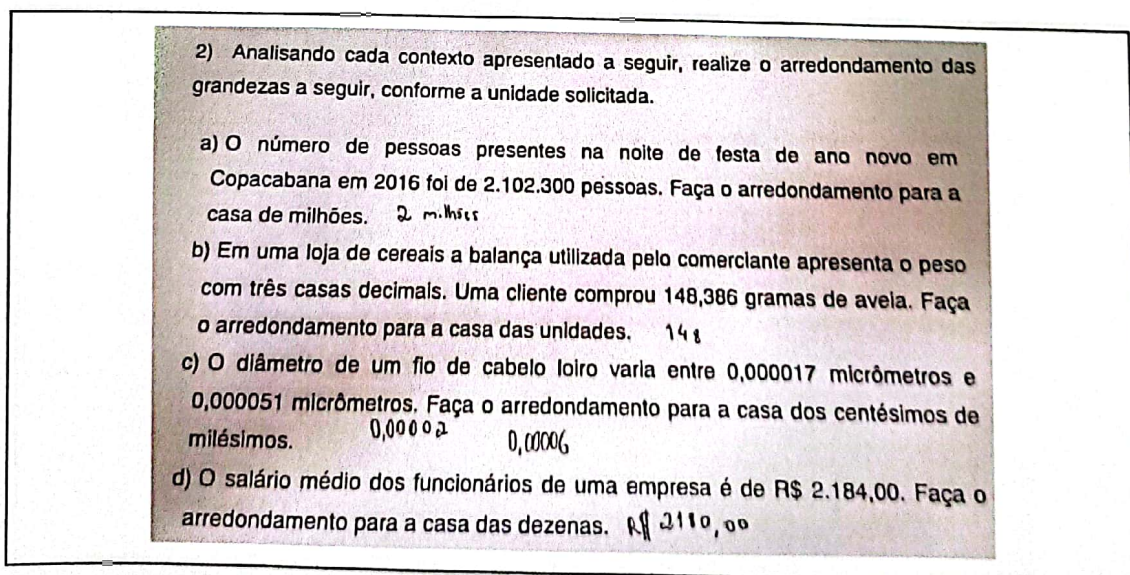 2) Analisando cada contexto apresentado a seguir, realize o arredondamento das
grandezas a seguir, conforme a unidade solicitada.
a) O número de pessoas presentes na noite de festa de ano novo em
Copacabana em 2016 foi de 2.102.300 pessoas. Faça o arredondamento para a
casa de milhões. 2 milhões
b) Em uma loja de cereais a balança utilizada pelo comerciante apresenta o peso
com três casas decimais. Uma cliente comprou 148,386 gramas de aveia. Faça
o arredondamento para a casa das unidades. 148
c) O diâmetro de um fio de cabelo loiro varia entre 0,000017 micrômetros e
0,000051 micrômetros. Faça o arredondamento para a casa dos centésimos de
milésimos. 0,00002 0,00006
d) O salário médio dos funcionários de uma empresa é de R$ 2.184,00. Faça o
arredondamento para a casa das dezenas. R$ 2180,00